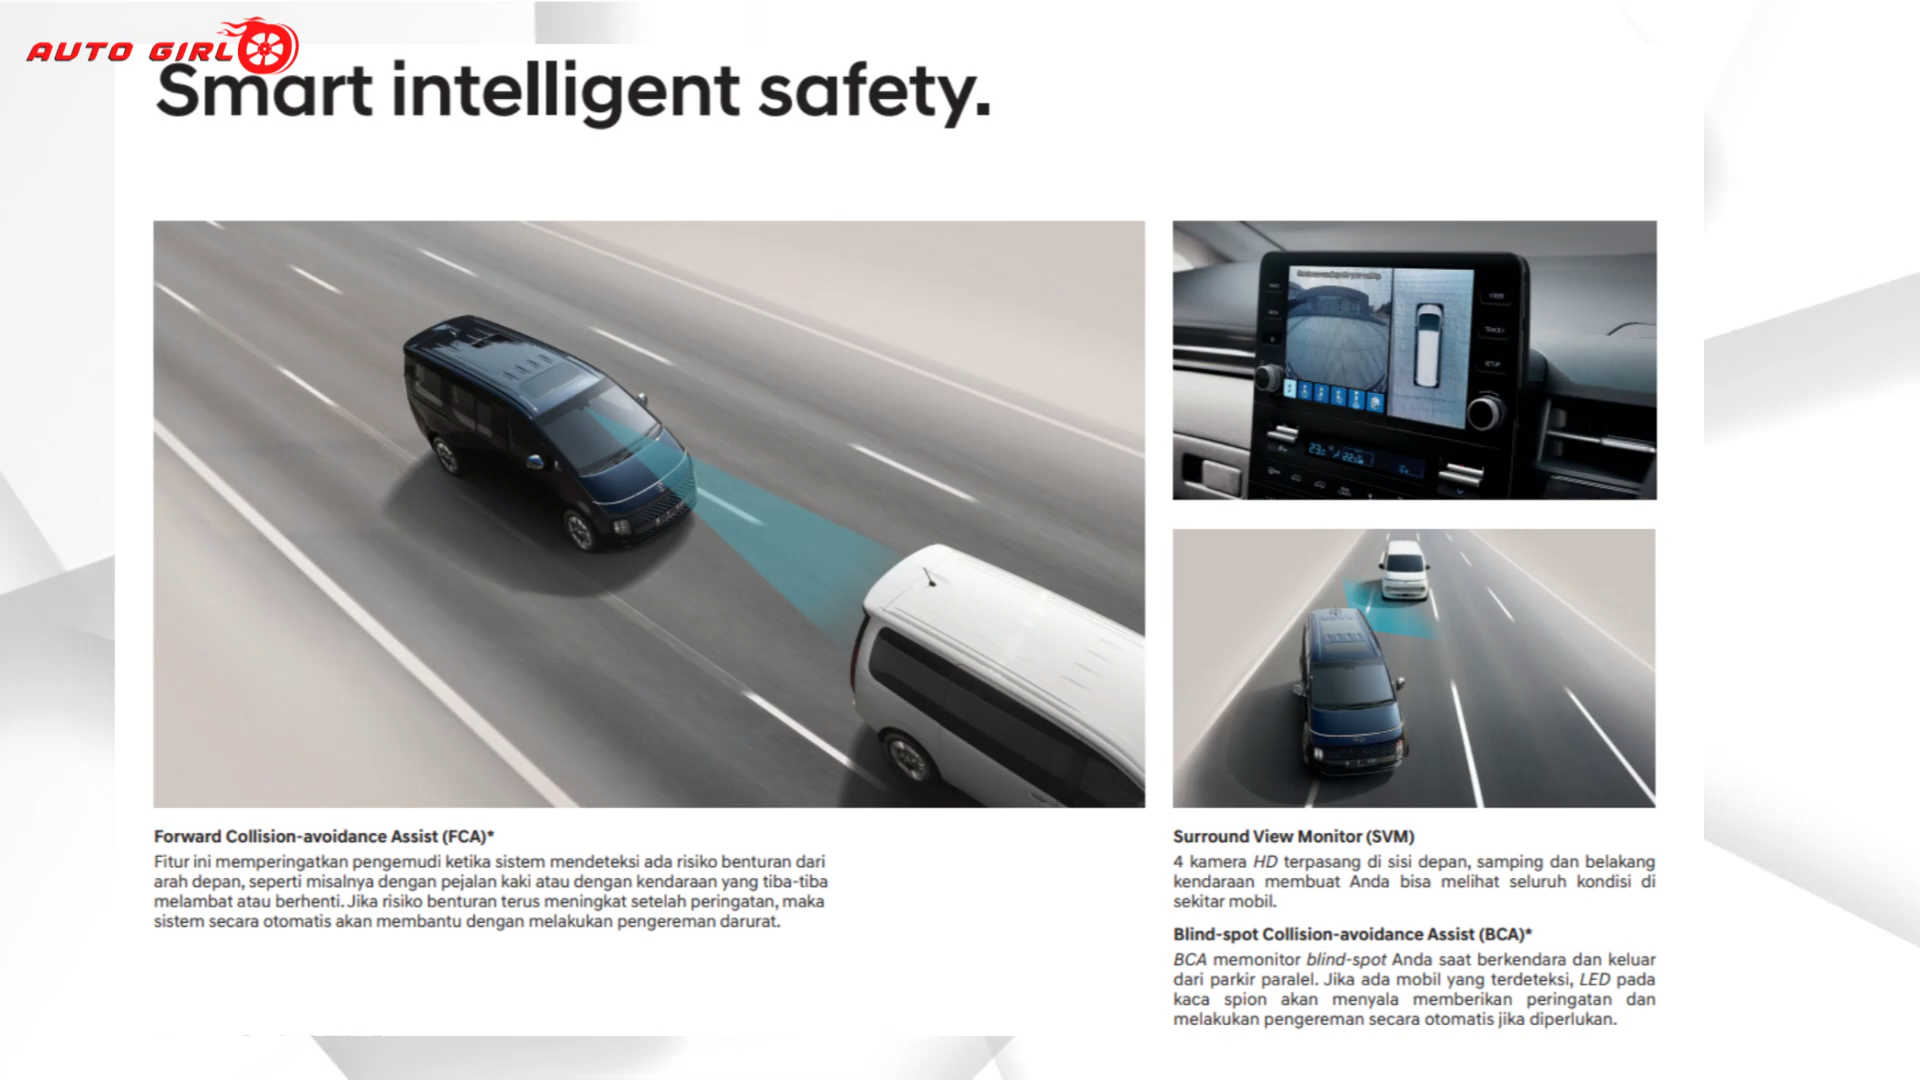 AUTO GIRL
Smart intelligent safety.
SETUP
Forward Collision-avoidance Assist (FCA)*
Fitur ini memperingatkan pengemudi ketika sistem mendeteksi ada risiko benturan dari
arah depan, seperti misalnya dengan pejalan kaki atau dengan kendaraan yang tiba-tiba
melambat atau berhenti. Jika risiko benturan terus meningkat setelah peringatan, maka
sistem secara otomatis akan membantu dengan melakukan pengereman darurat.
Surround View Monitor (SVM)
4 kamera HD terpasang di sisi depan, samping dan belakang
kendaraan membuat Anda bisa melihat seluruh kondisi di
sekitar mobil.
Blind-spot Collision-avoidance Assist (BCA)*
BCA memonitor blind-spot Anda saat berkendara dan keluar
dari parkir paralel. Jika ada mobil yang terdeteksi, LED pada
kaca spion akan menyala memberikan peringatan dan
melakukan pengereman secara otomatis jika diperlukan.